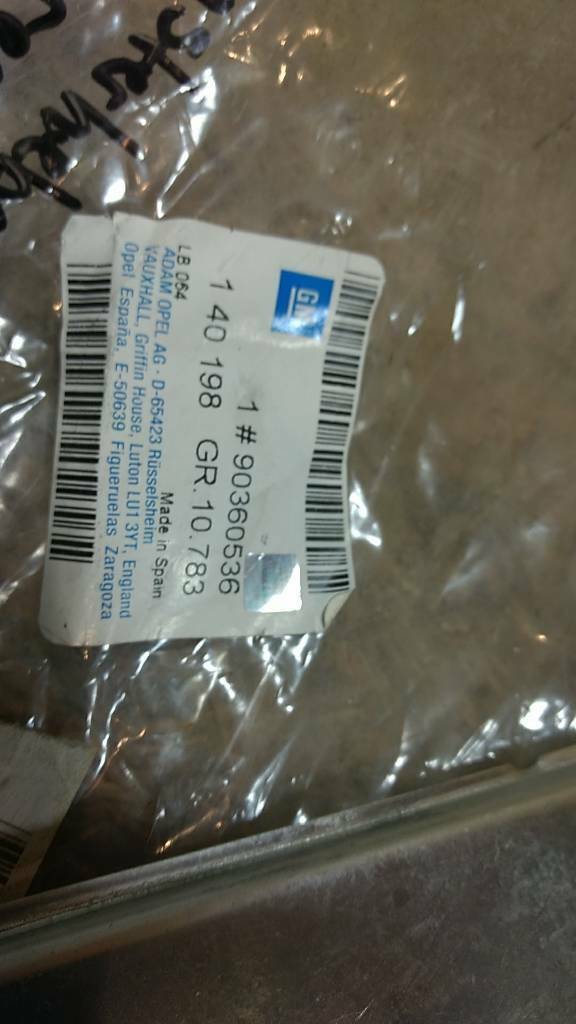 GM
1 # 90360536
1 40 198 GR.10.783
Made in Spain
LB 064
ADAM OPEL AG · D-65423 Rüsselsheim
VAUXHALL, Griffin House, Luton LU1 3YT, England
Opel España, E-50639 Figueruelas Zaragoza